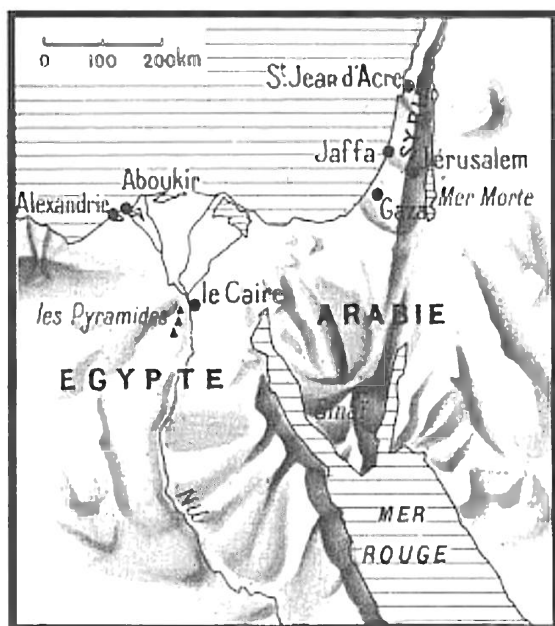 0 100 200km
St Jean d'Acre
SYRIE
Jaffa
Jérusalem
Aboukir
Alexandrie
Gaza
Mer Morte
les Pyramides
le Caire
ARABIE
EGYPTE
Sinaï
Nil
MER
ROUGE